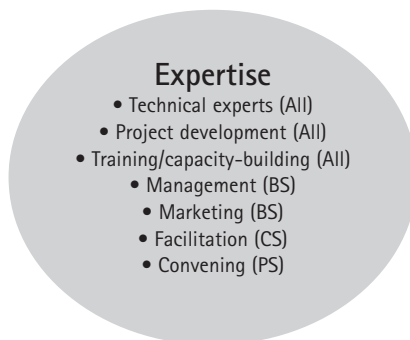 Expertise
• Technical experts (All)
• Project development (All)
• Training/capacity-building (All)
• Management (BS)
• Marketing (BS)
• Facilitation (CS)
• Convening (PS)